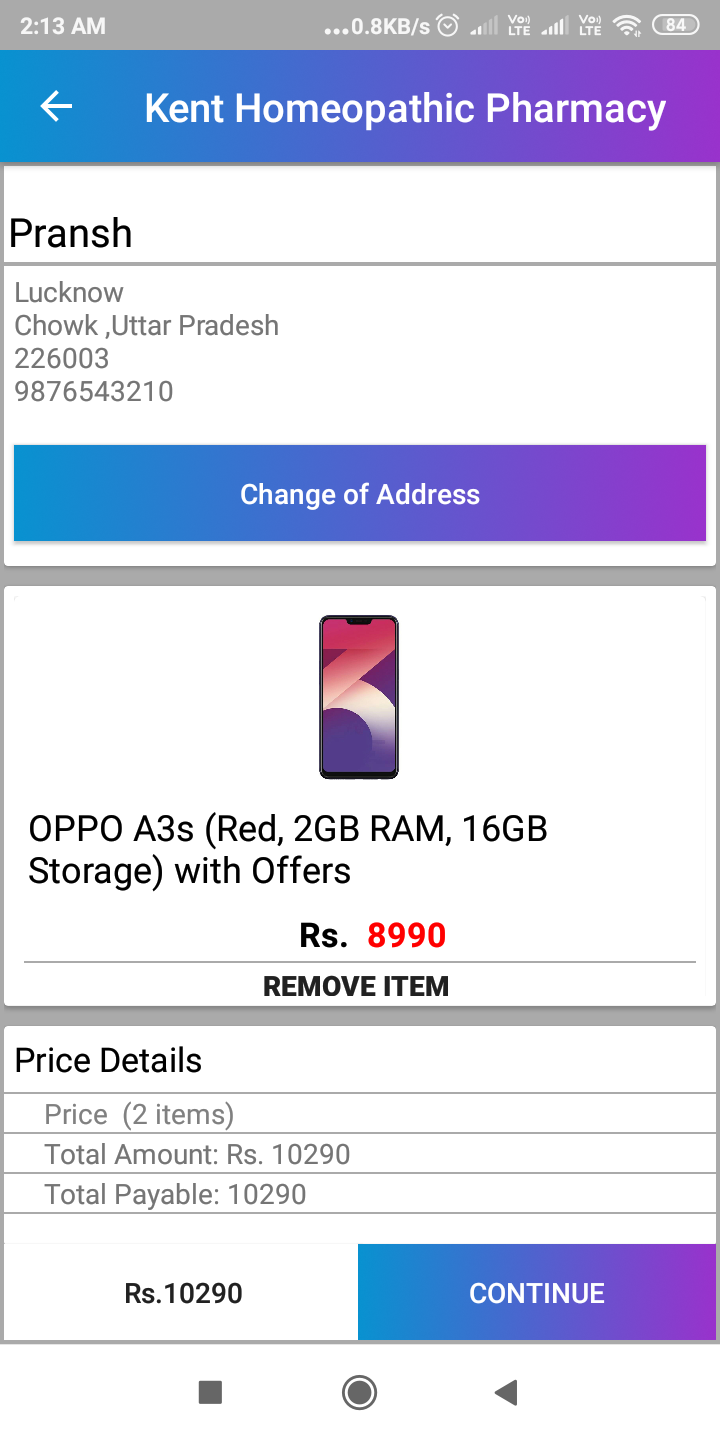 2:13 AM ...0.8KB/s Vo) LTE Vo) LTE 84
Kent Homeopathic Pharmacy
Pransh
Lucknow
Chowk ,Uttar Pradesh
226003
9876543210
Change of Address
OPPO A3s (Red, 2GB RAM, 16GB
Storage) with Offers
Rs. 8990
REMOVE ITEM
Price Details
Price (2 items)
Total Amount: Rs. 10290
Total Payable: 10290
Rs.10290 CONTINUE